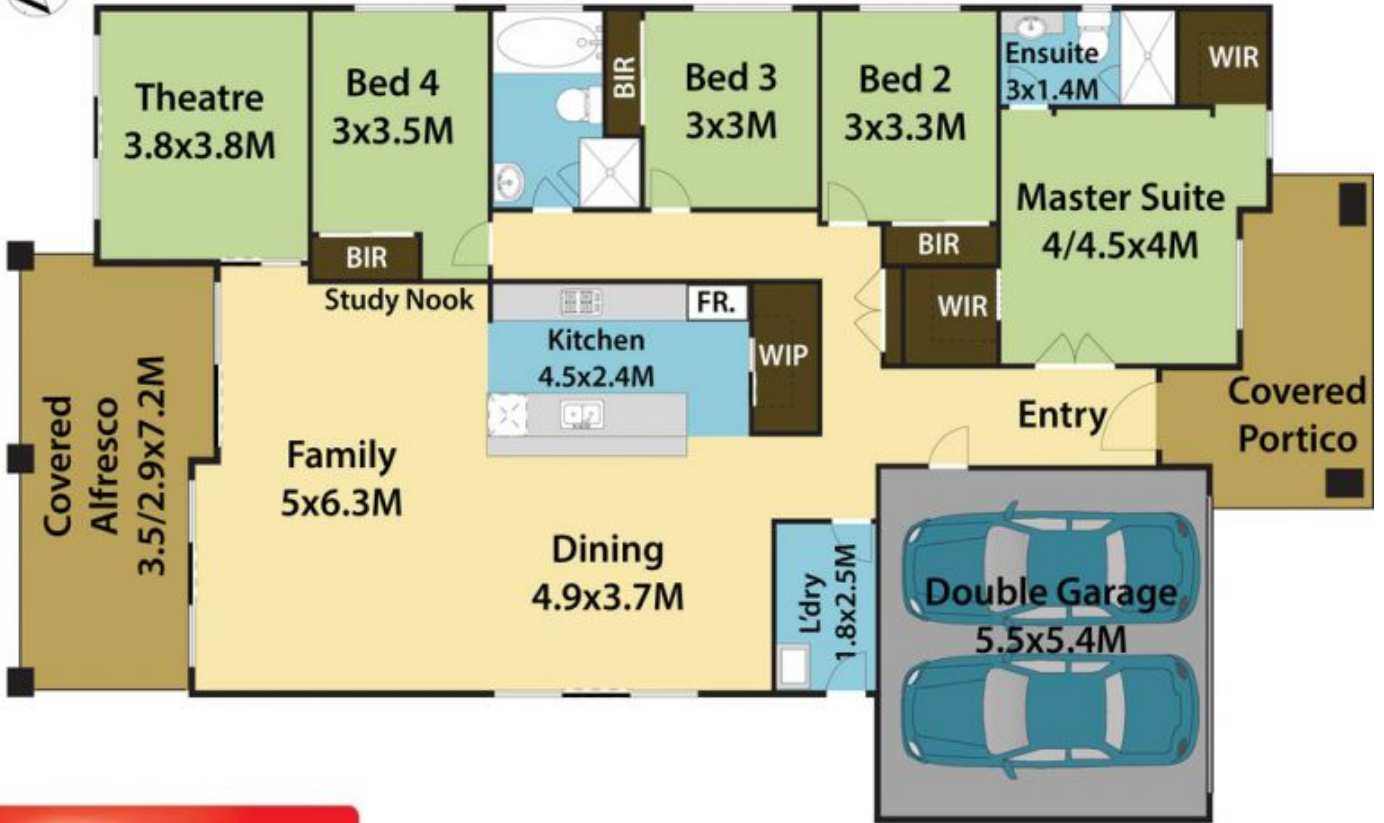 Theatre
3.8x3.8M
Bed 4
3x3.5M
BIR
BIR
Bed 3
3x3M
Bed 2
3x3.3M
BIR
Ensuite
3x1.4M
WIR
Master Suite
4/4.5x4M
WIR
Study Nook
FR.
Kitchen
4.5x2.4M
WIP
Entry
Covered
Portico
Covered
Alfresco
3.5/2.9x7.2M
Family
5x6.3M
Dining
4.9x3.7M
L'dry
1.8x2.5M
Double Garage
5.5x5.4M